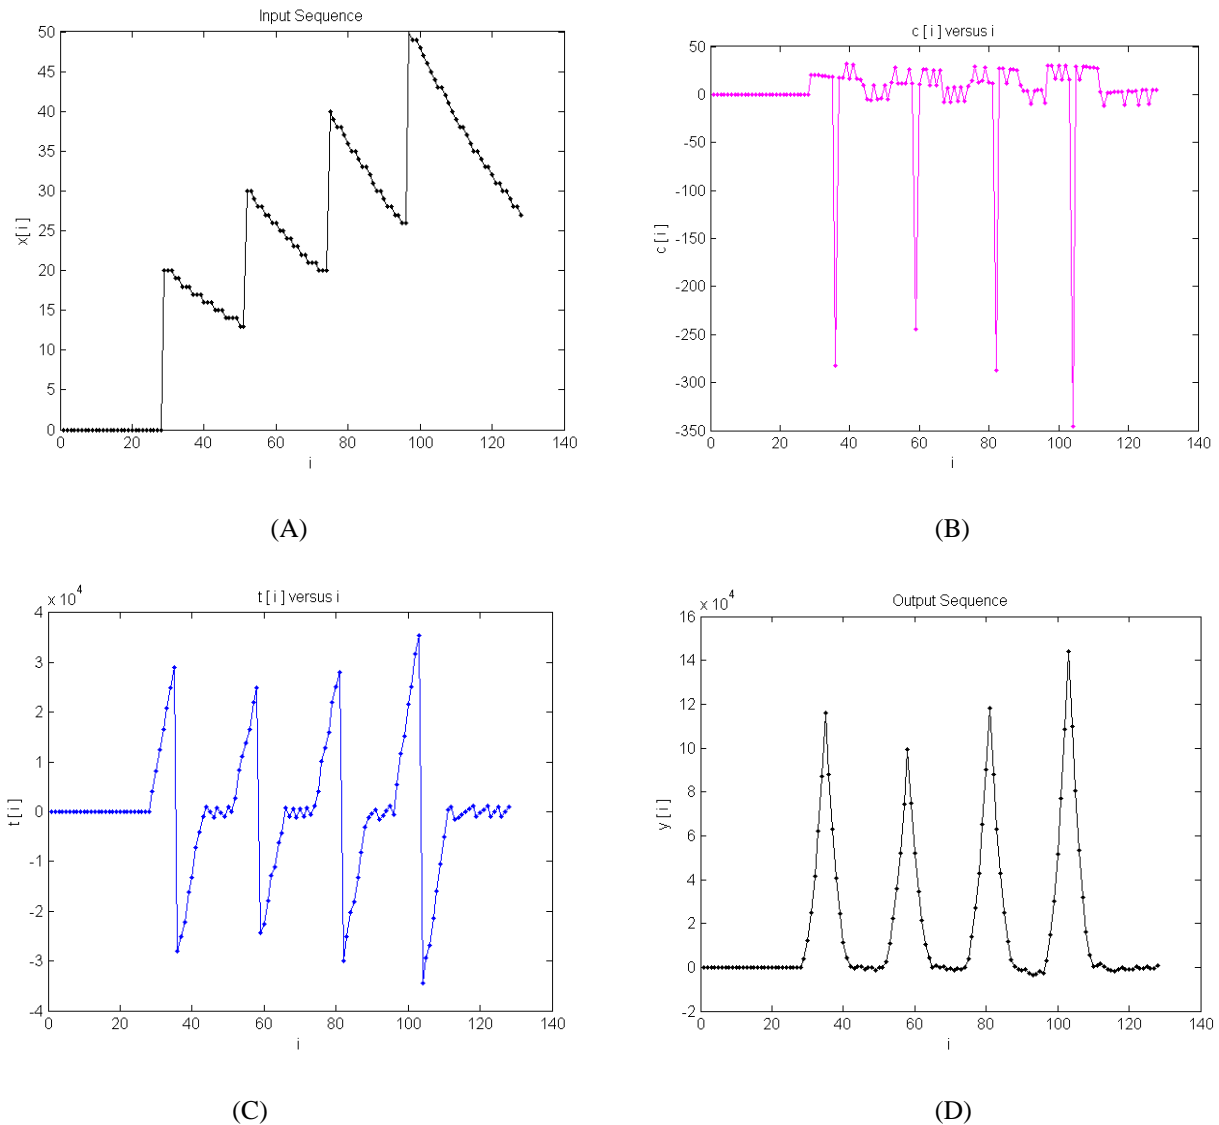 Input Sequence
50
45
40
35
30
25
20
15
10
5
0
x[ i ]
0 20 40 60 80 100 120 140
i
(A)
c [ i ] versus i
50
0
-50
-100
-150
-200
-250
-300
-350
c [ i ]
0 20 40 60 80 100 120 140
i
(B)
t [ i ] versus i
x 10^4
4
3
2
1
0
-1
-2
-3
-4
t [ i ]
0 20 40 60 80 100 120 140
i
(C)
Output Sequence
x 10^4
16
14
12
10
8
6
4
2
0
-2
y [ i ]
0 20 40 60 80 100 120 140
i
(D)